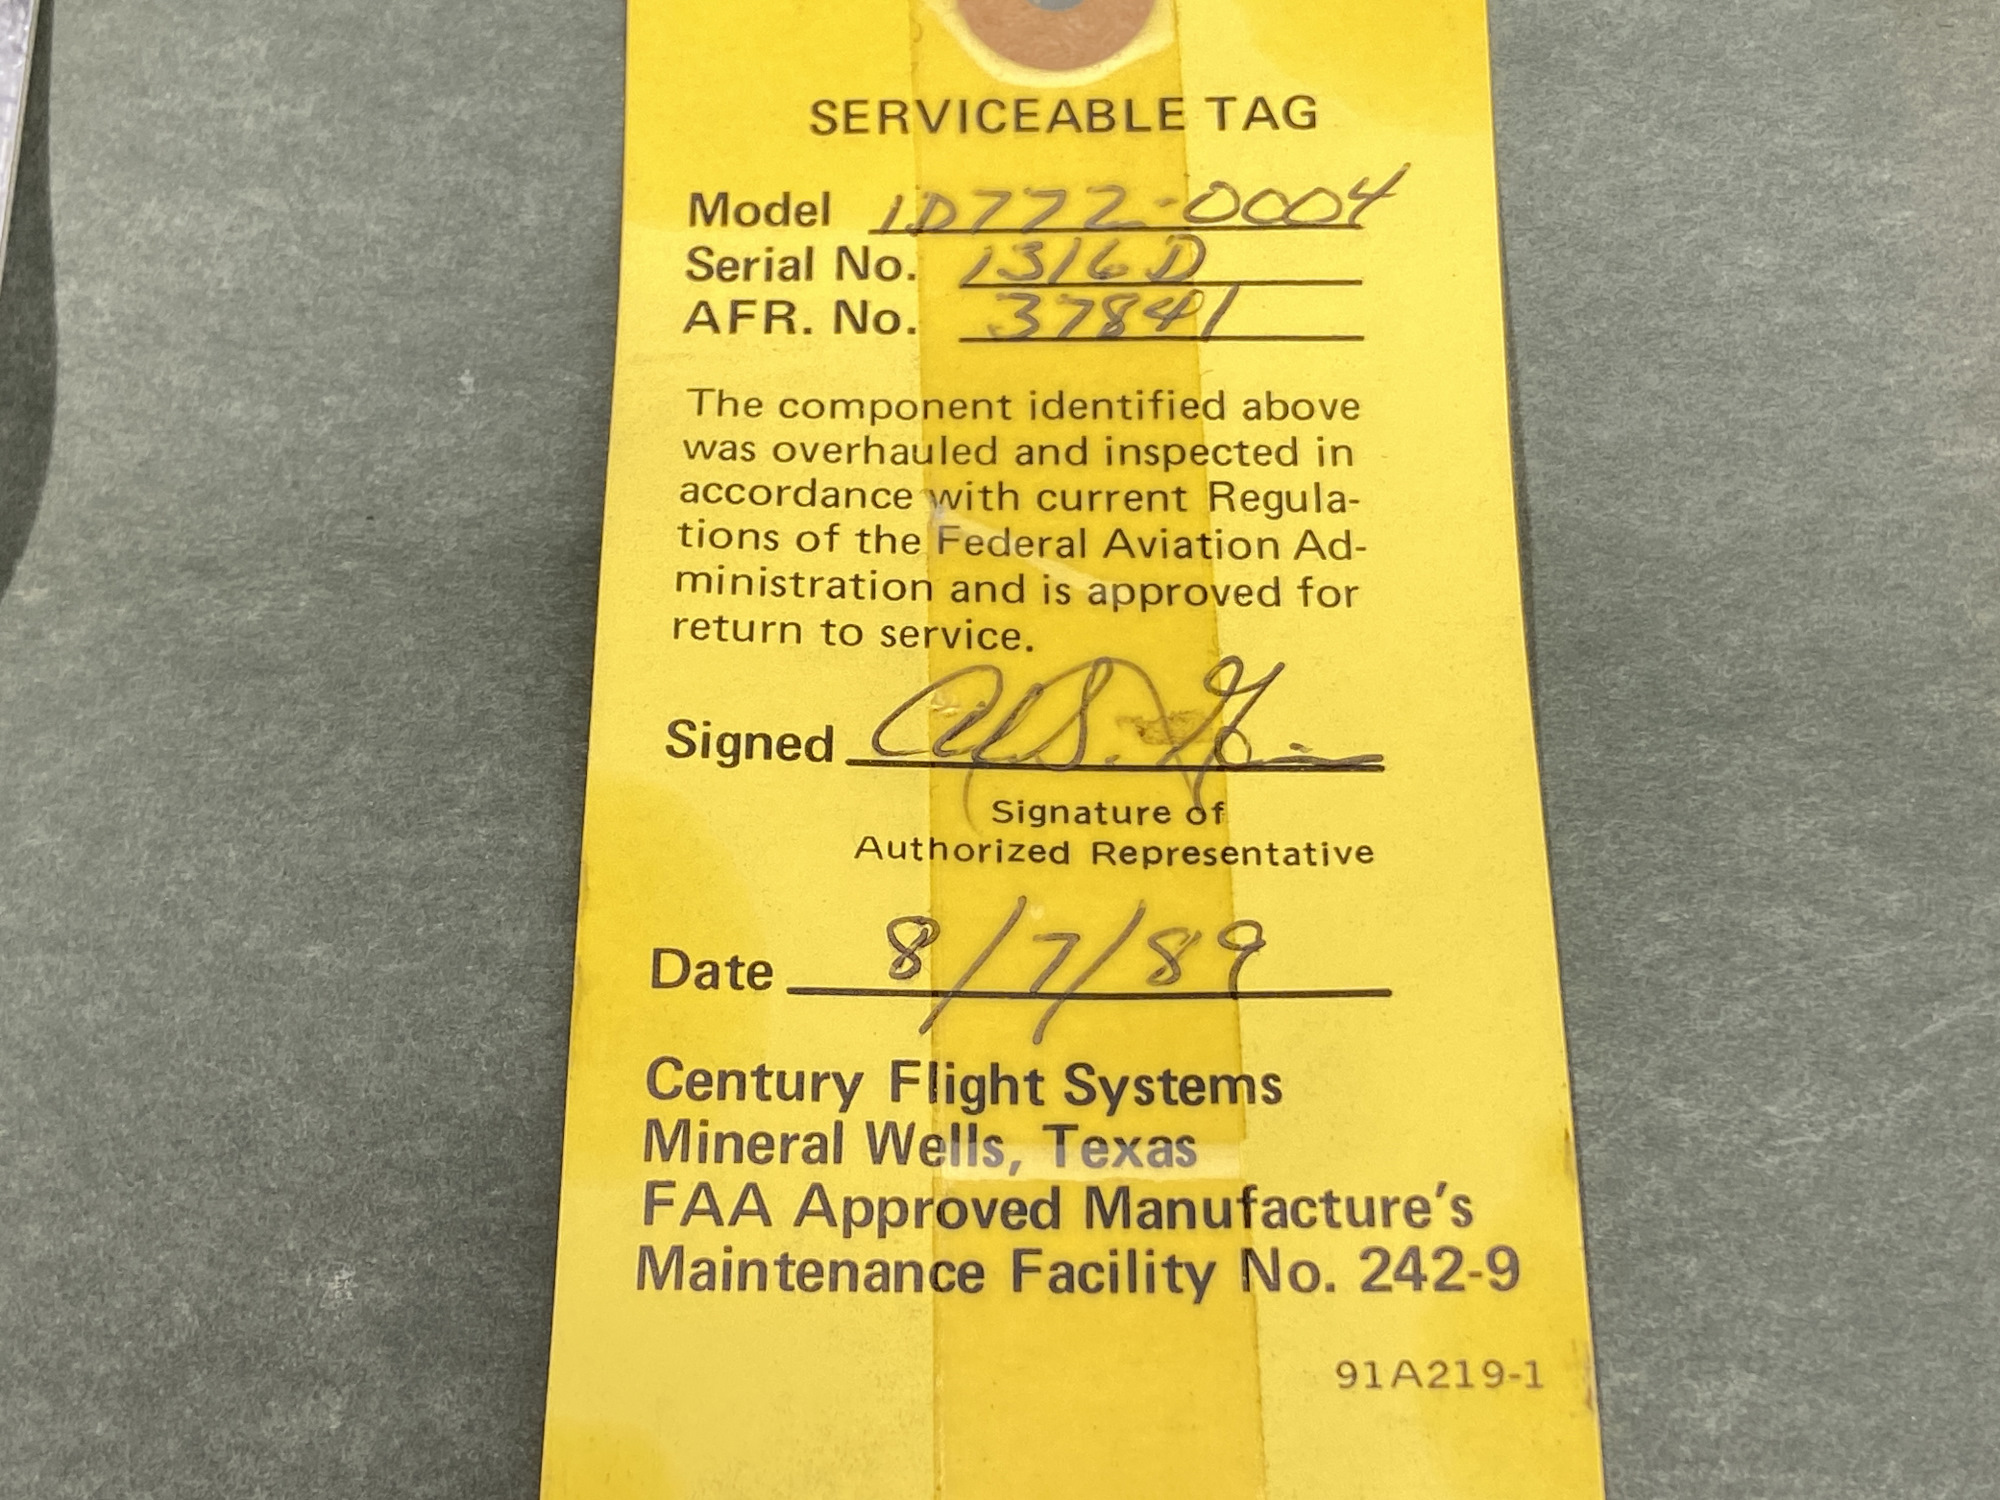 SERVICEABLE TAG
Model 1D772-0004
Serial No. 1316D
AFR. No. 37841
The component identified above
was overhauled and inspected in
accordance with current Regula-
tions of the Federal Aviation Ad-
ministration and is approved for
return to service.
Signed
Signature of
Authorized Representative
Date 8/7/89
Century Flight Systems
Mineral Wells, Texas
FAA Approved Manufacture's
Maintenance Facility No. 242-9
91A219-1